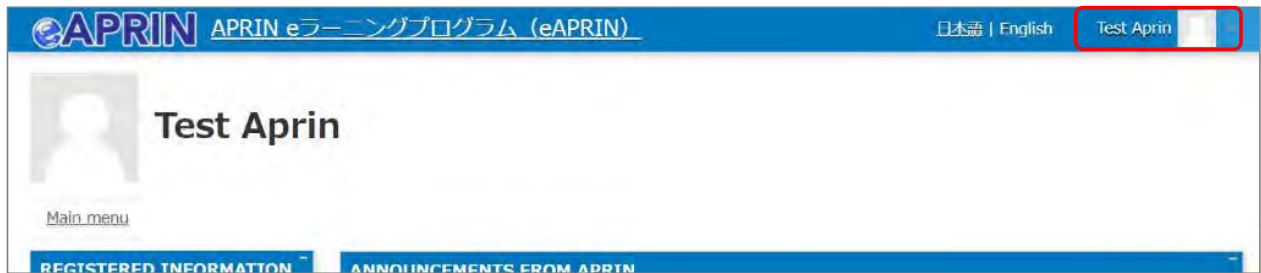 eAPRIN APRIN eラーニングプログラム (eAPRIN) 日本語 | English Test Aprin
Test Aprin
Main menu
REGISTERED INFORMATION ANNOUNCEMENTS FROM APRIN